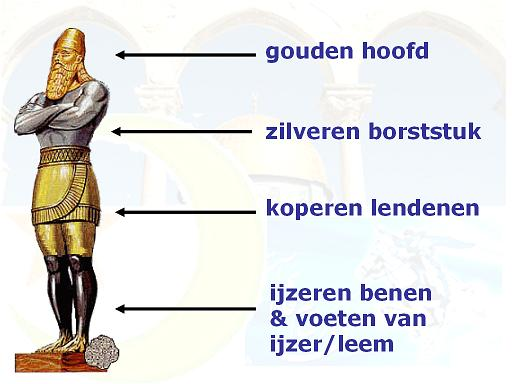 gouden hoofd
zilveren borststuk
koperen lendenen
ijzeren benen
& voeten van
ijzer/leem